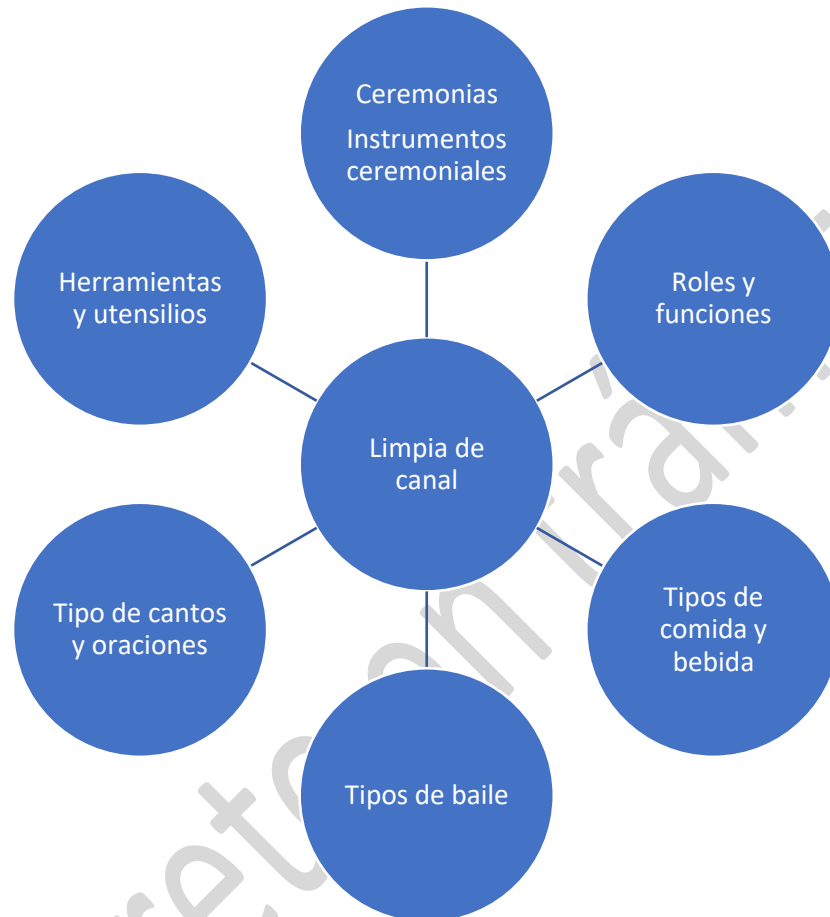 Ceremonias
Instrumentos
ceremoniales
Herramientas
y utensilios
Roles y
funciones
Limpia de
canal
Tipo de cantos
y oraciones
Tipos de
comida y
bebida
Tipos de baile